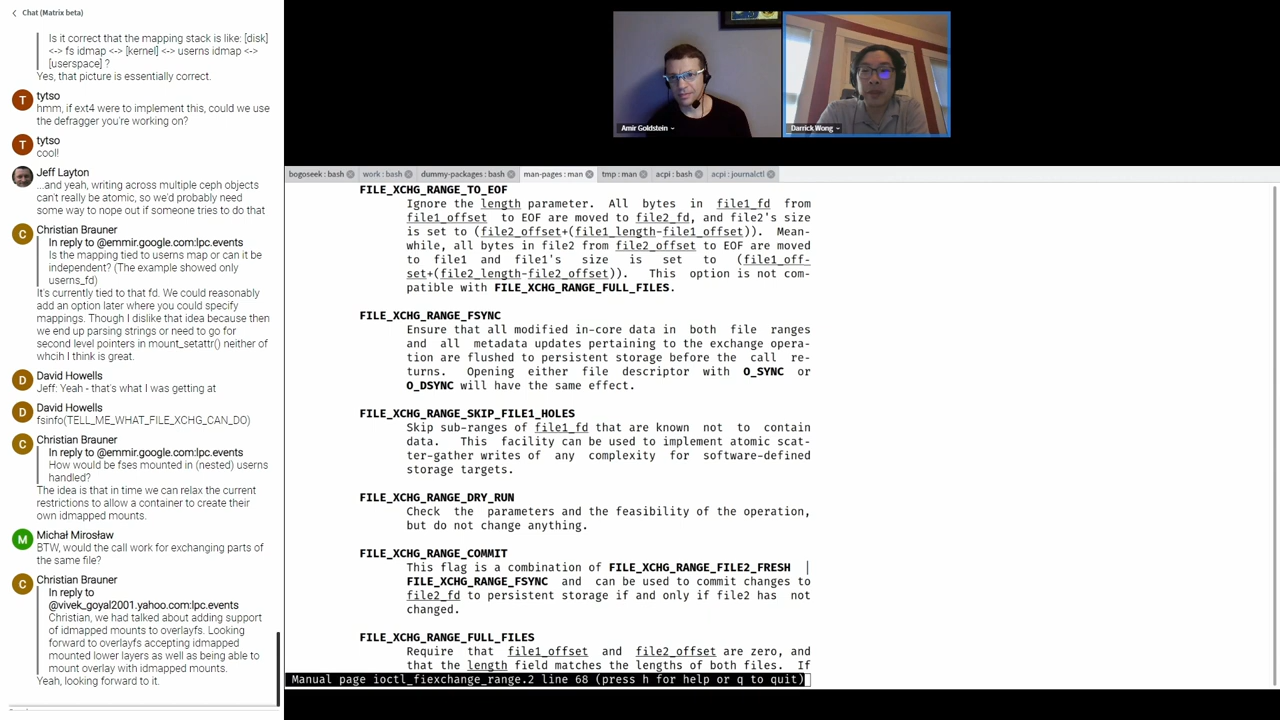 Chat (Matrix beta)
Is it correct that the mapping stack is like: [disk]
<-> fs idmap <-> [kernel] <-> userns idmap <->
[userspace] ?
Yes, that picture is essentially correct.
T
tytso
hmm, if ext4 were to implement this, could we use
the defragger you're working on?
T
tytso
cool!
Jeff Layton
...and yeah, writing across multiple ceph objects
can't really be atomic, so we'd probably need
some way to nope out if someone tries to do that
C
Christian Brauner
In reply to @emmir.google.com:lpc.events
Is the mapping tied to userns map or can it be
independent? (The example showed only
userns_fd)
It's currently tied to that fd. We could reasonably
add an option later where you could specify
mappings. Though I dislike that idea because then
we end up parsing strings or need to go for
second level pointers in mount_setattr() neither of
whcih I think is great.
D
David Howells
Jeff: Yeah - that's what I was getting at
D
David Howells
fsinfo(TELL_ME_WHAT_FILE_XCHG_CAN_DO)
C
Christian Brauner
In reply to @emmir.google.com:lpc.events
How would be fses mounted in (nested) userns
handled?
The idea is that in time we can relax the current
restrictions to allow a container to create their
own idmapped mounts.
M
Michał Mirosław
BTW, would the call work for exchanging parts of
the same file?
C
Christian Brauner
In reply to
@vivek_goyal2001.yahoo.com:lpc.events
Christian, we had talked about adding support
of idmapped mounts to overlayfs. Looking
forward to overlayfs accepting idmapped
mounted lower layers as well as being able to
mount overlay with idmapped mounts.
Yeah, looking forward to it.
Amir Goldstein
Darrick Wong
bogoseek : bash
work : bash
dummy-packages : bash
man-pages : man
tmp : man
acpi : bash
acpi : journalctl
FILE_XCHG_RANGE_TO_EOF
Ignore the length parameter. All bytes in file1_fd from
file1_offset to EOF are moved to file2_fd, and file2's size
is set to (file2_offset+(file1_length-file1_offset)). Mean-
while, all bytes in file2 from file2_offset to EOF are moved
to file1 and file1's size is set to (file1_off-
set+(file2_length-file2_offset)). This option is not com-
patible with FILE_XCHG_RANGE_FULL_FILES.
FILE_XCHG_RANGE_FSYNC
Ensure that all modified in-core data in both file ranges
and all metadata updates pertaining to the exchange opera-
tion are flushed to persistent storage before the call re-
turns. Opening either file descriptor with O_SYNC or
O_DSYNC will have the same effect.
FILE_XCHG_RANGE_SKIP_FILE1_HOLES
Skip sub-ranges of file1_fd that are known not to contain
data. This facility can be used to implement atomic scat-
ter-gather writes of any complexity for software-defined
storage targets.
FILE_XCHG_RANGE_DRY_RUN
Check the parameters and the feasibility of the operation,
but do not change anything.
FILE_XCHG_RANGE_COMMIT
This flag is a combination of FILE_XCHG_RANGE_FILE2_FRESH |
FILE_XCHG_RANGE_FSYNC and can be used to commit changes to
file2_fd to persistent storage if and only if file2 has not
changed.
FILE_XCHG_RANGE_FULL_FILES
Require that file1_offset and file2_offset are zero, and
that the length field matches the lengths of both files. If
Manual page ioctl_fiexchange_range.2 line 68 (press h for help or q to quit)